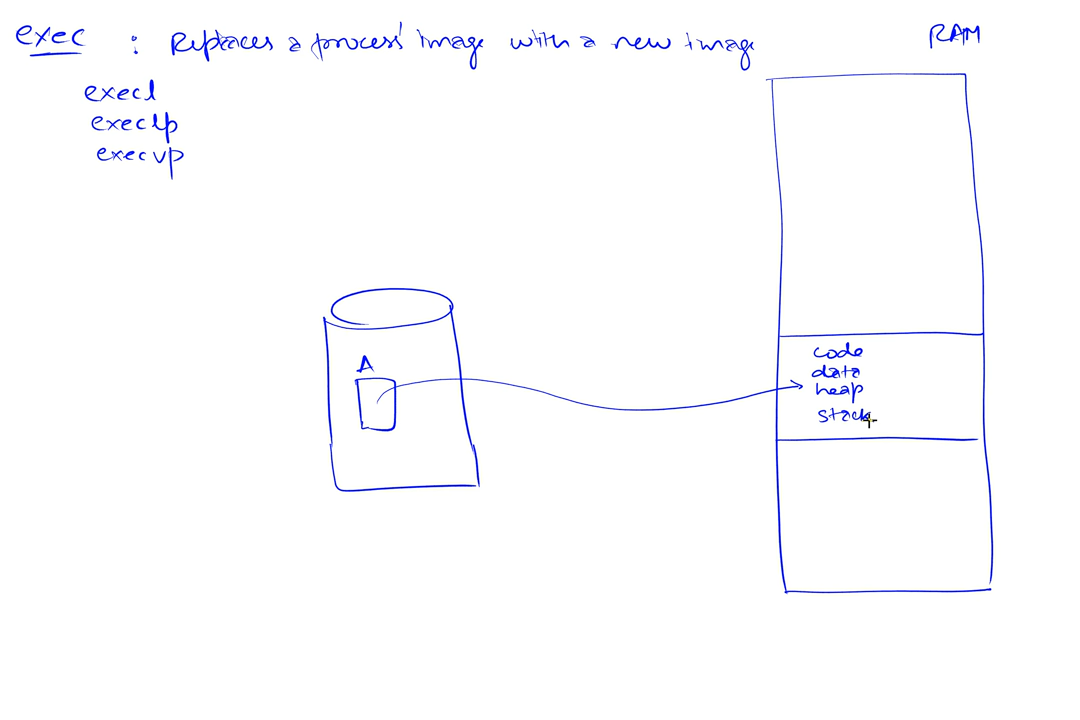 exec : Replaces a process' image with a new image
RAM
execl
execlp
execvp
A
code
data
heap
stack